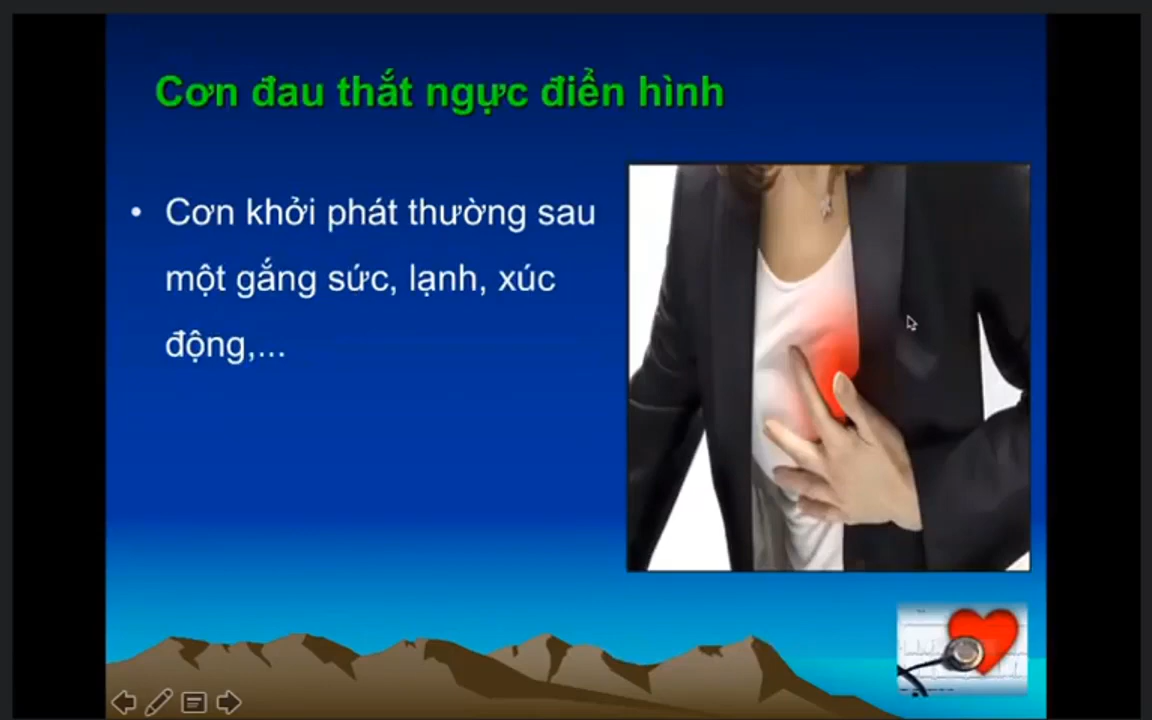 Cơn đau thắt ngực điển hình
• Cơn khởi phát thường sau
một gắng sức, lạnh, xúc
động,...